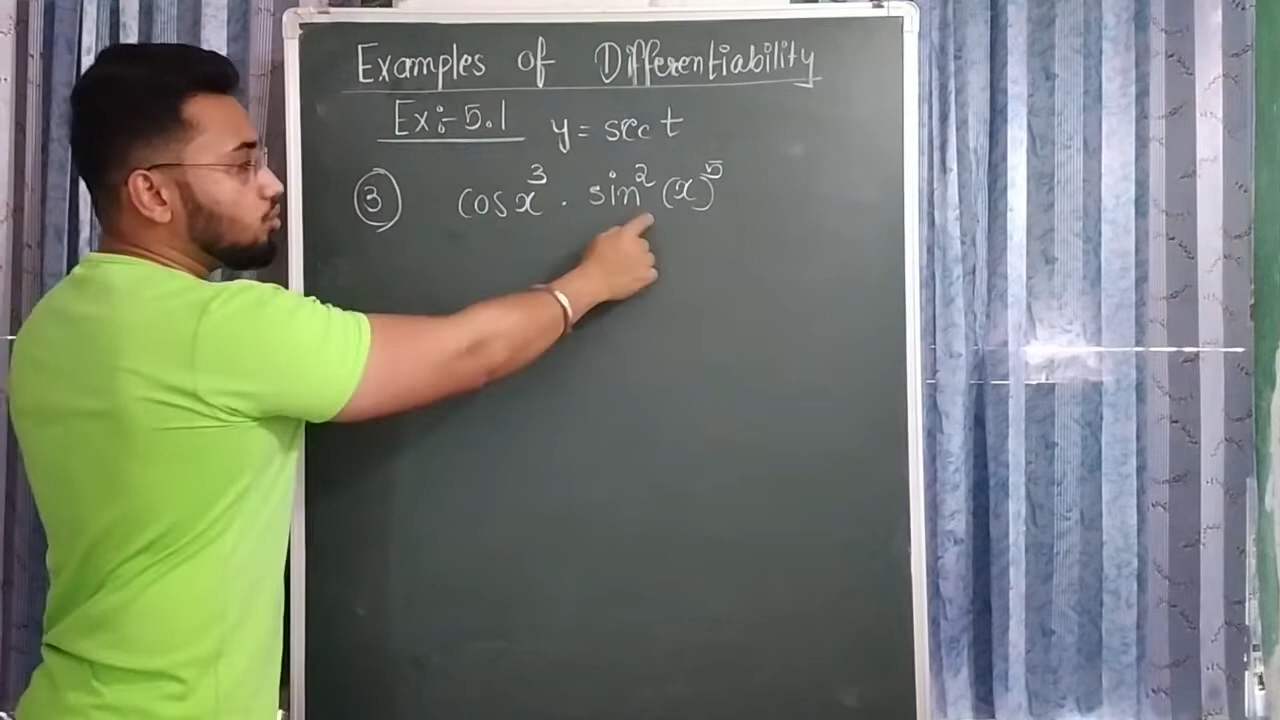 Examples of Differentiability
Ex:- 5.1 y = sec t
③ cos x³ . sin² (x)⁵